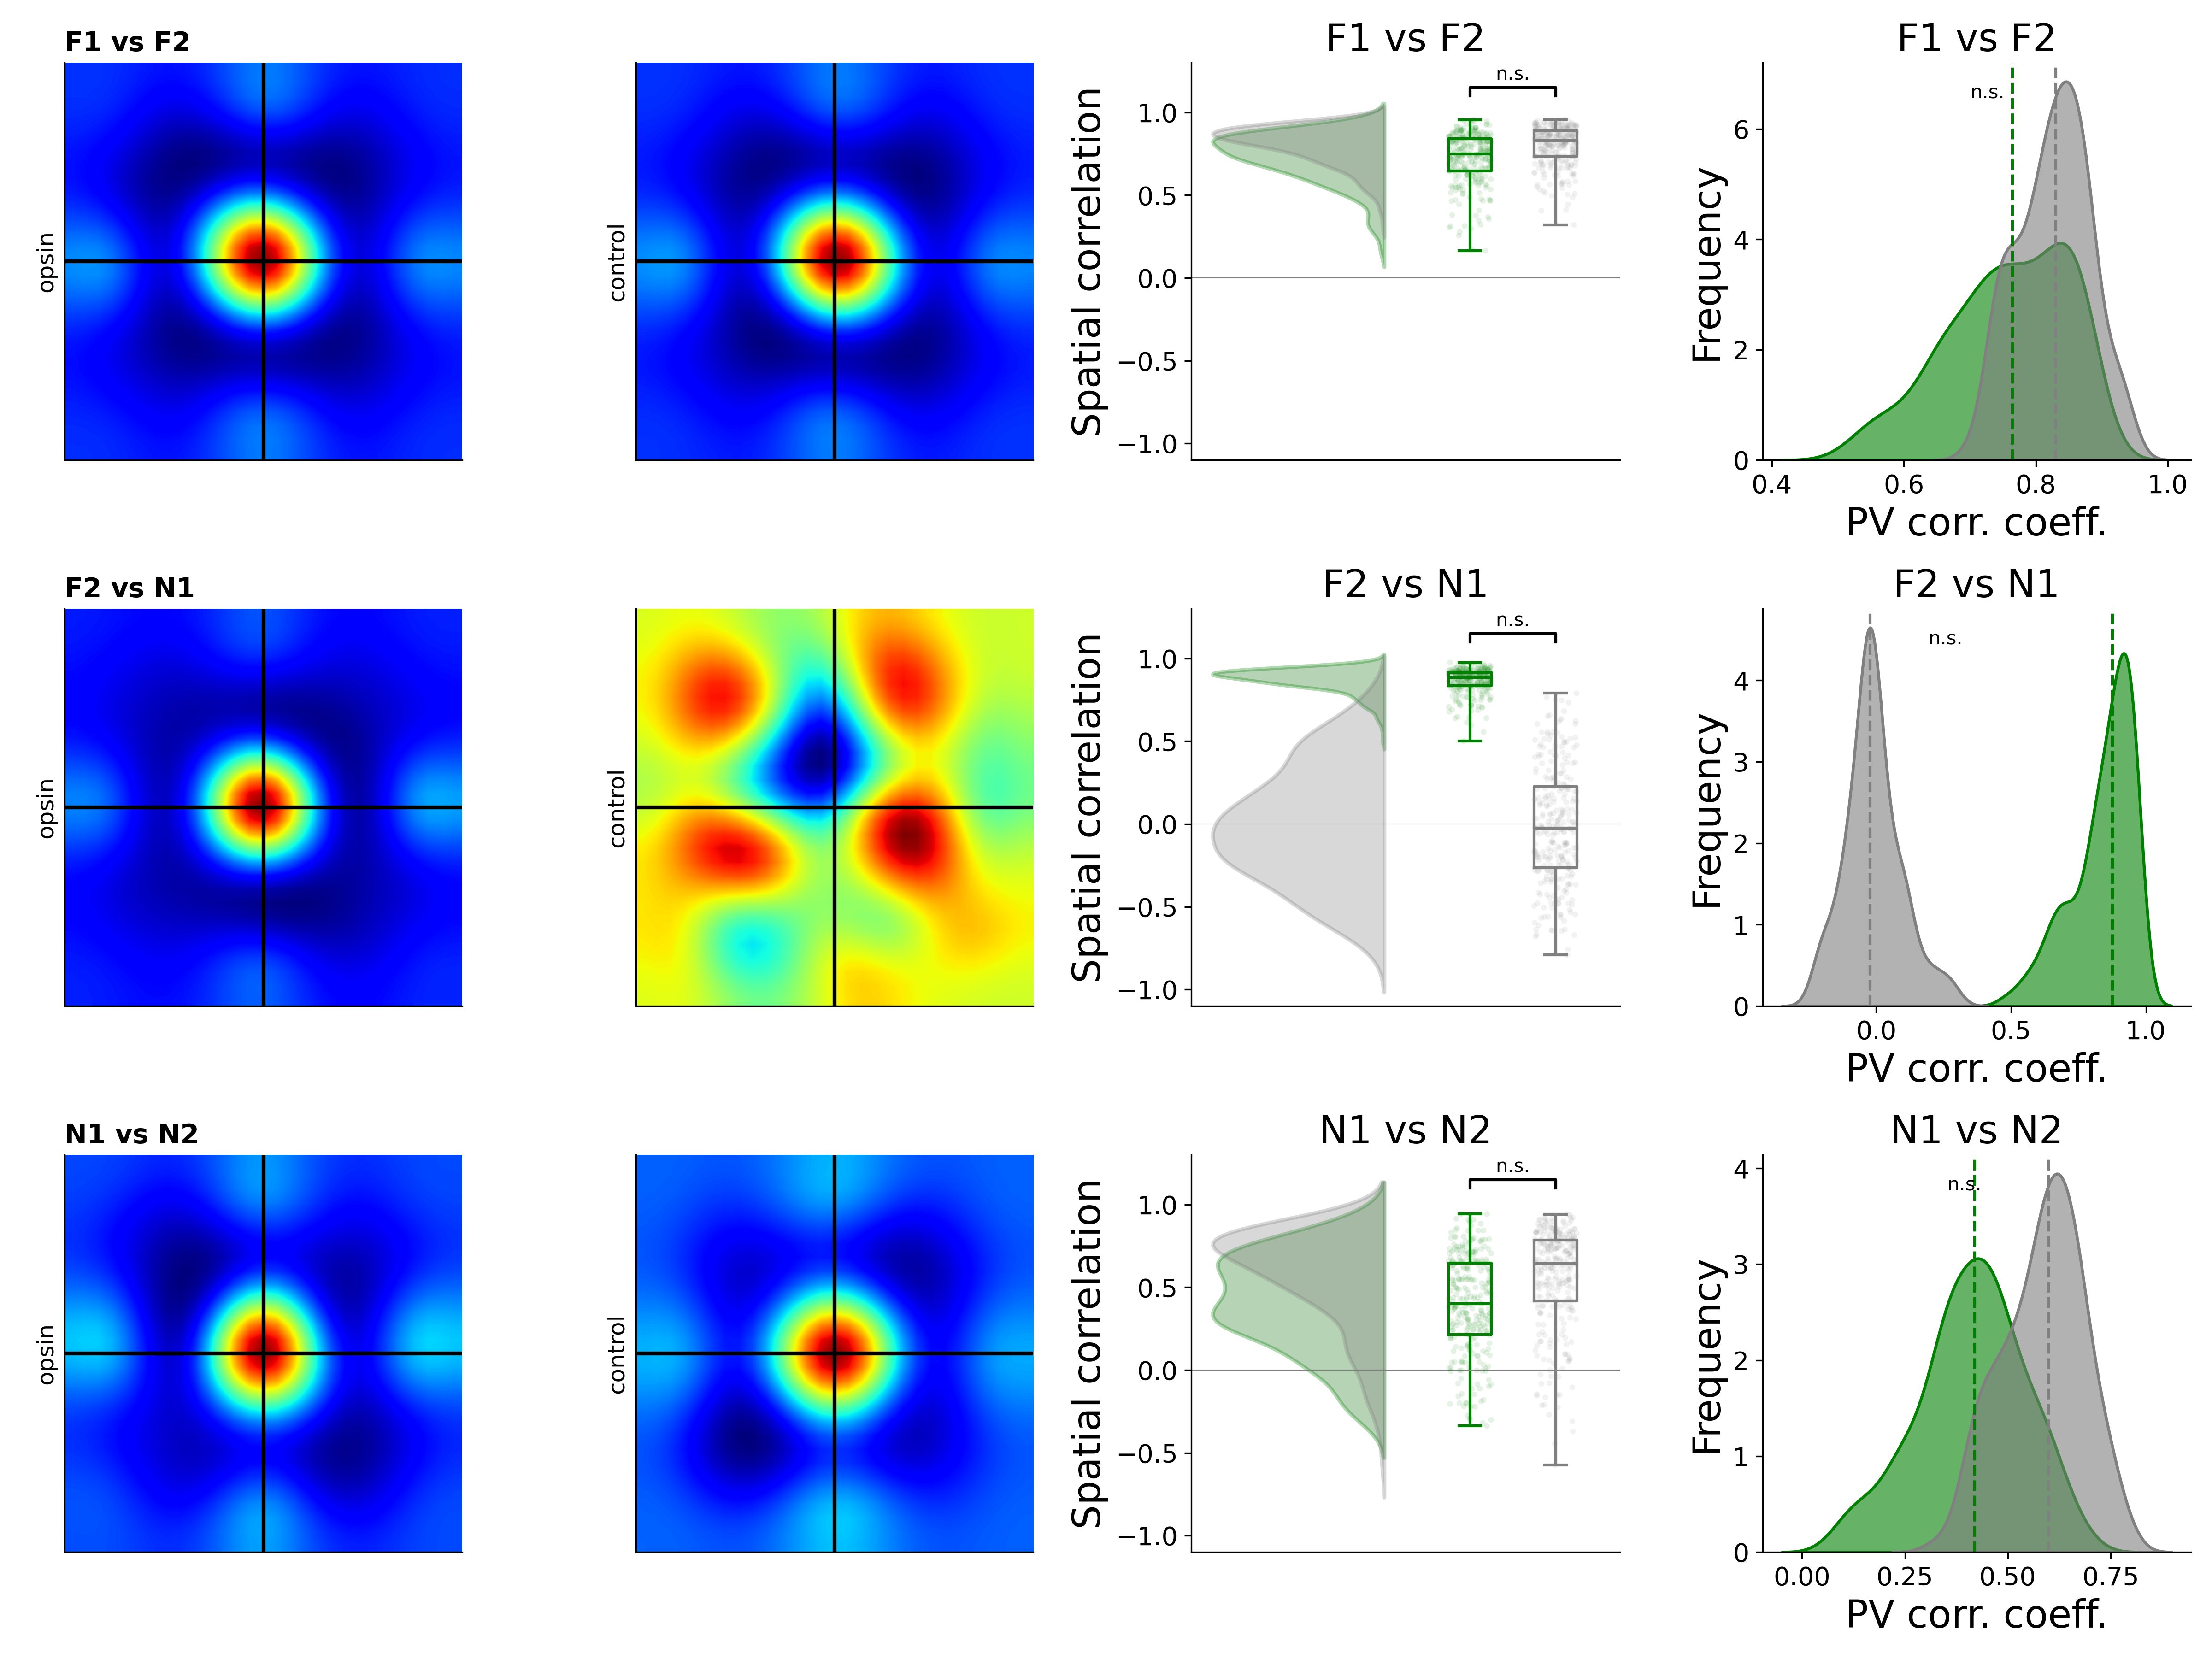 F1 vs F2
opsin
control
F1 vs F2
Spatial correlation
1.0
0.5
0.0
−0.5
−1.0
n.s.
F1 vs F2
Frequency
6
4
2
0
n.s.
0.4 0.6 0.8 1.0
PV corr. coeff.
F2 vs N1
opsin
control
F2 vs N1
Spatial correlation
1.0
0.5
0.0
−0.5
−1.0
n.s.
F2 vs N1
Frequency
4
3
2
1
0
n.s.
0.0 0.5 1.0
PV corr. coeff.
N1 vs N2
opsin
control
N1 vs N2
Spatial correlation
1.0
0.5
0.0
−0.5
−1.0
n.s.
N1 vs N2
Frequency
4
3
2
1
0
n.s.
0.00 0.25 0.50 0.75
PV corr. coeff.